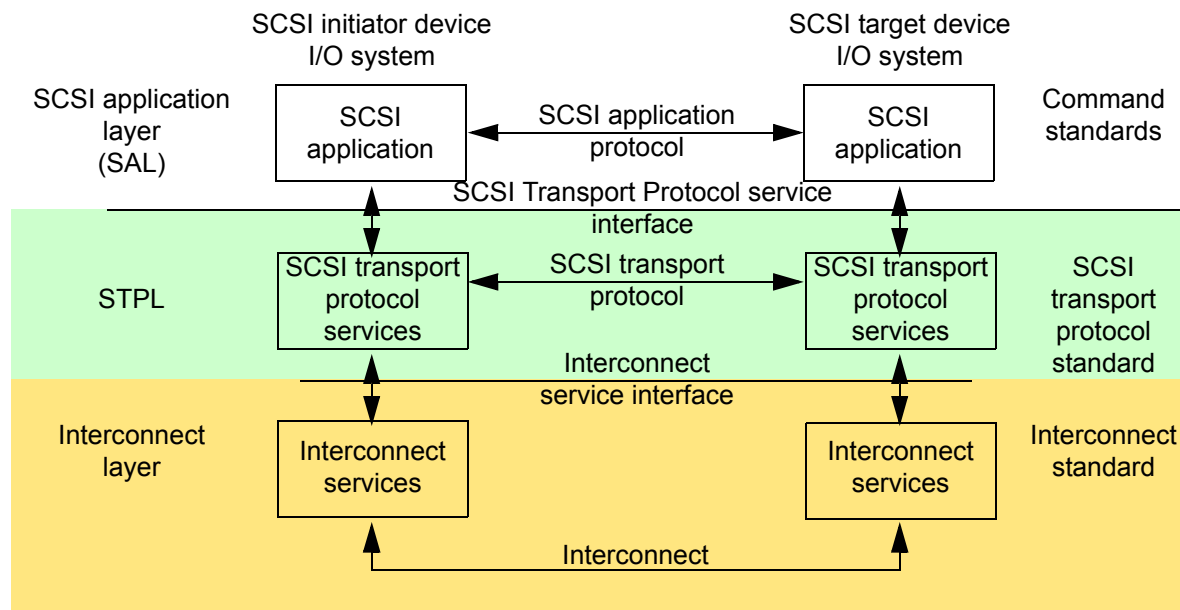 SCSI initiator device
I/O system
SCSI target device
I/O system
SCSI application
layer
(SAL)
SCSI
application
SCSI application
protocol
SCSI
application
Command
standards
SCSI Transport Protocol service
interface
STPL
SCSI transport
protocol
services
SCSI transport
protocol
SCSI transport
protocol
services
SCSI
transport
protocol
standard
Interconnect
service interface
Interconnect
layer
Interconnect
services
Interconnect
services
Interconnect
standard
Interconnect